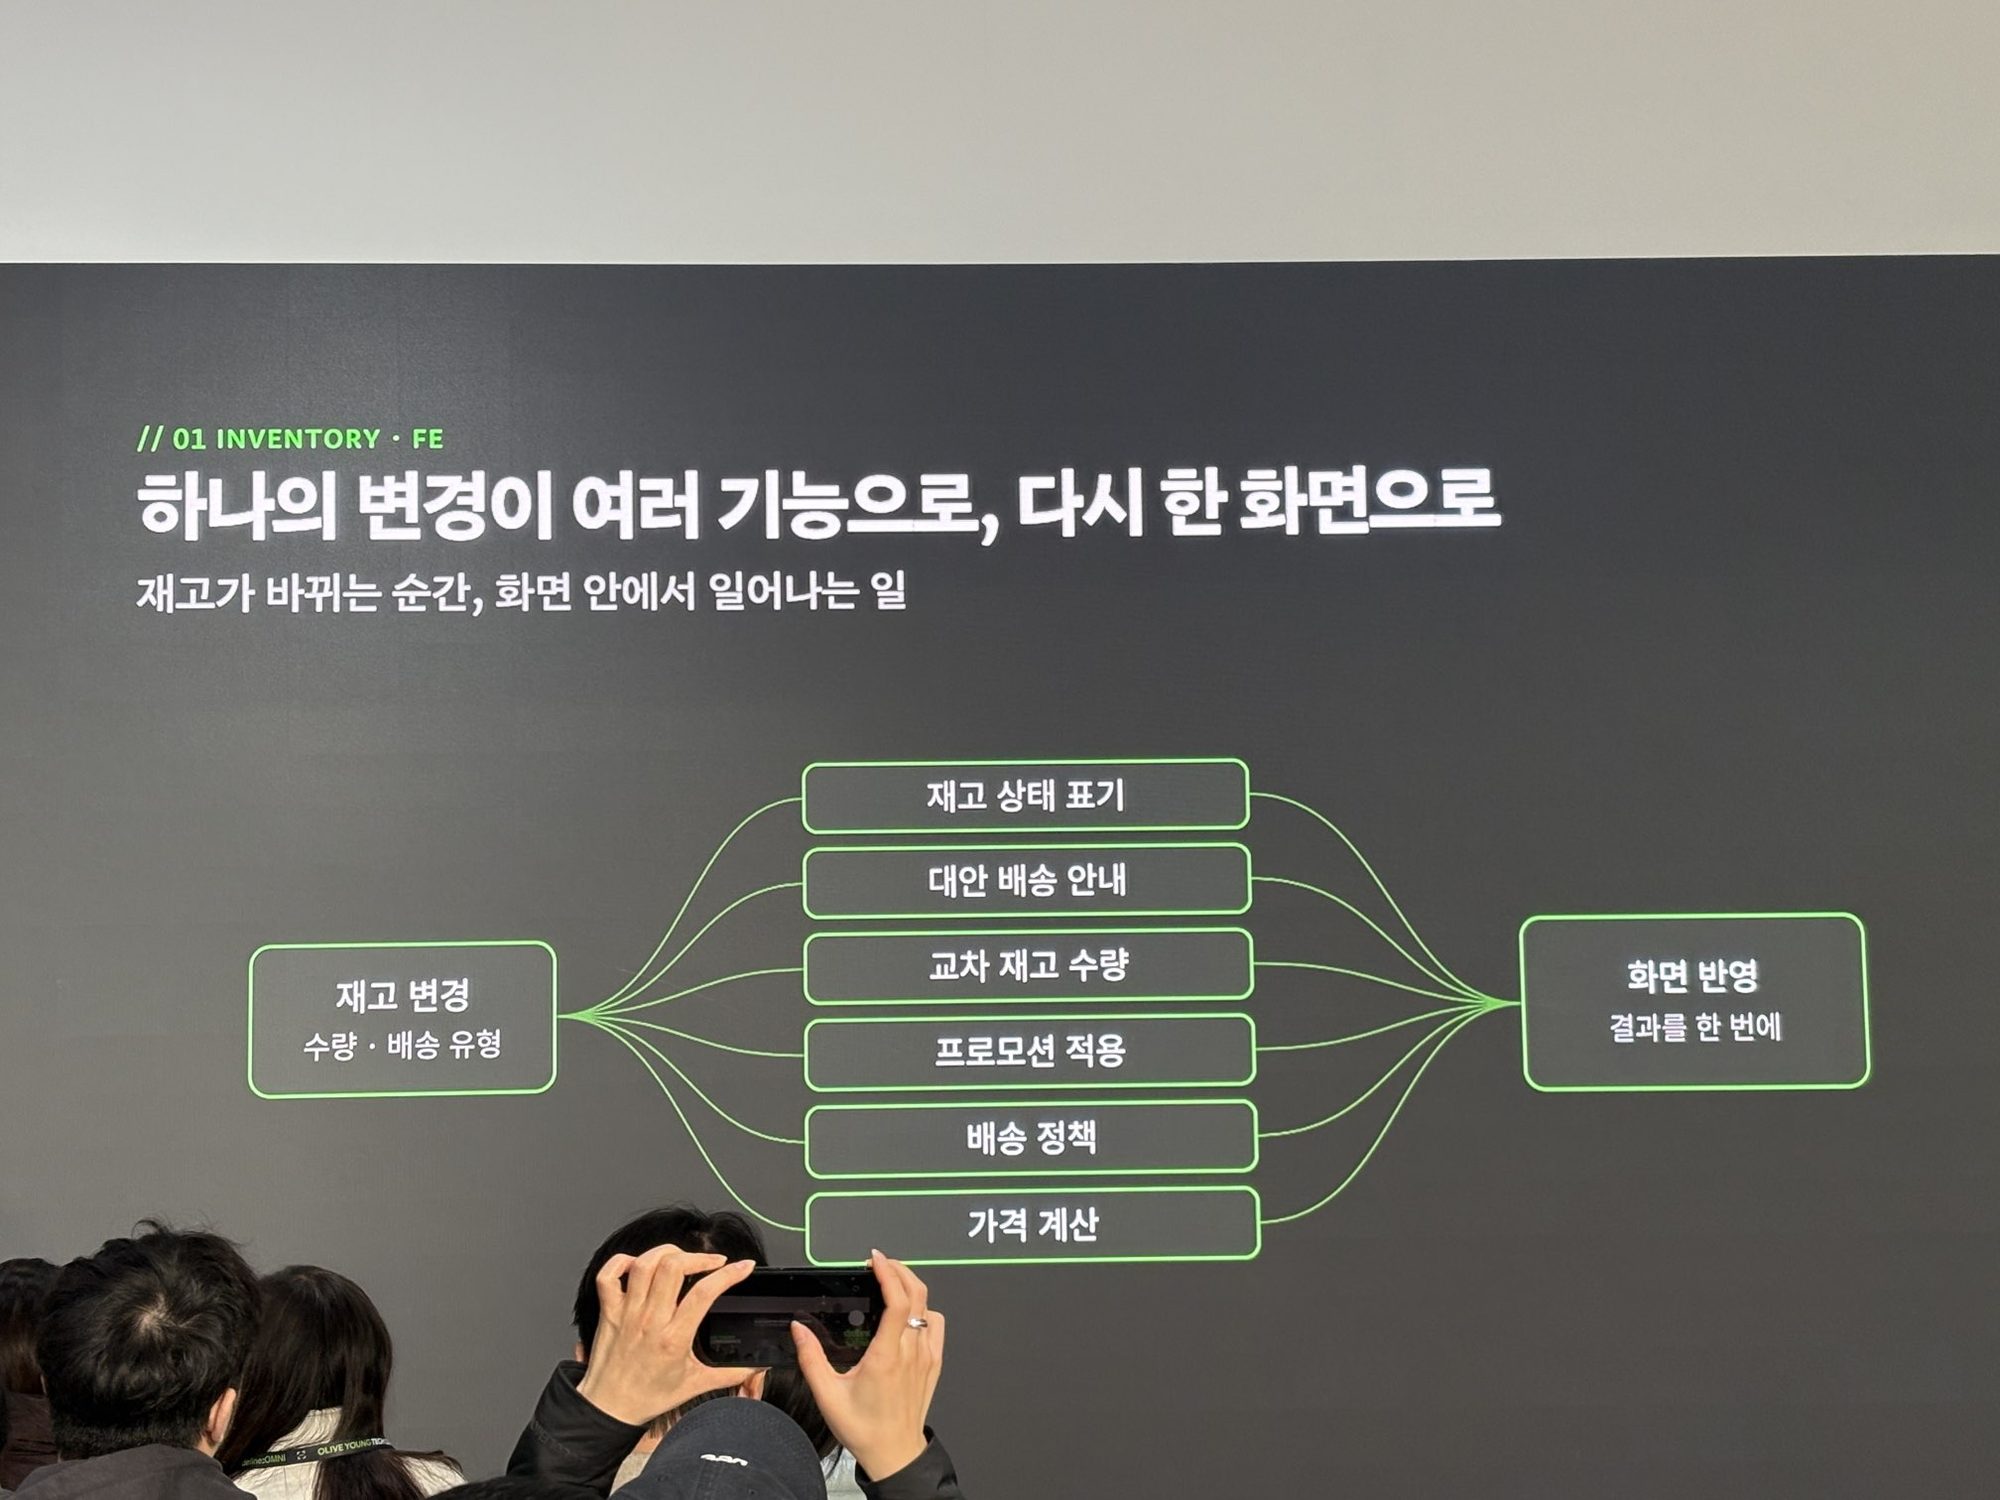 // 01 INVENTORY · FE
하나의 변경이 여러 기능으로, 다시 한 화면으로
재고가 바뀌는 순간, 화면 안에서 일어나는 일
재고 변경
수량 · 배송 유형
재고 상태 표기
대안 배송 안내
교차 재고 수량
프로모션 적용
배송 정책
가격 계산
화면 반영
결과를 한 번에
OLIVE YOUNG TECH